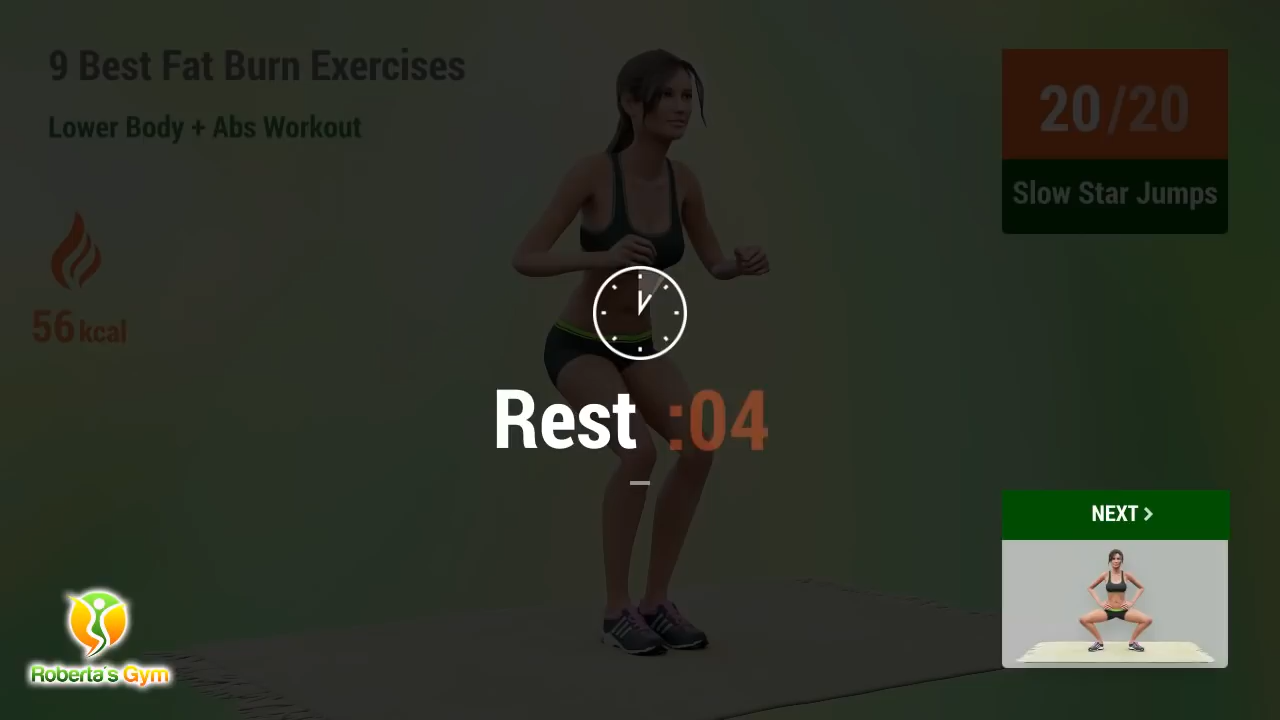 9 Best Fat Burn Exercises
Lower Body + Abs Workout
20/20
Slow Star Jumps
56 kcal
Rest :04
NEXT >
Roberta's Gym